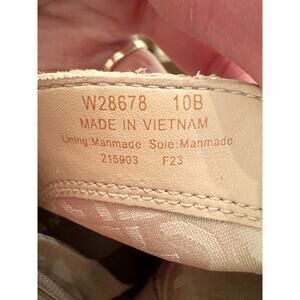 W28678 10B
MADE IN VIETNAM
Lining:Manmade Sole:Manmade
215903 F23